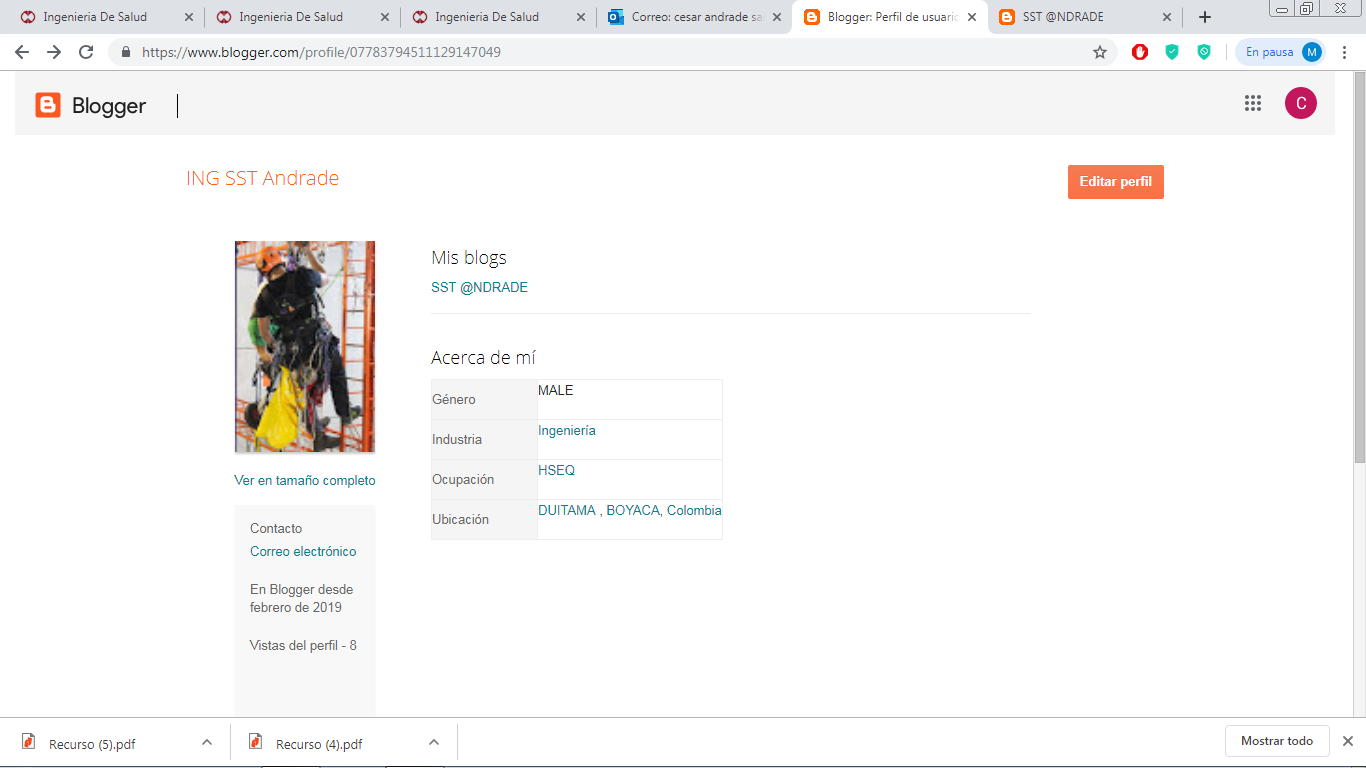 Ingenieria De Salud
Ingenieria De Salud
Ingenieria De Salud
Correo: cesar andrade sa
Blogger: Perfil de usuario
SST @NDRADE
https://www.blogger.com/profile/07783794511129147049
En pausa M
Blogger
C
ING SST Andrade
Editar perfil
Mis blogs
SST @NDRADE
Acerca de mí
Género MALE
Industria Ingeniería
Ocupación HSEQ
Ubicación DUITAMA , BOYACA, Colombia
Ver en tamaño completo
Contacto
Correo electrónico
En Blogger desde
febrero de 2019
Vistas del perfil - 8
Recurso (5).pdf
Recurso (4).pdf
Mostrar todo